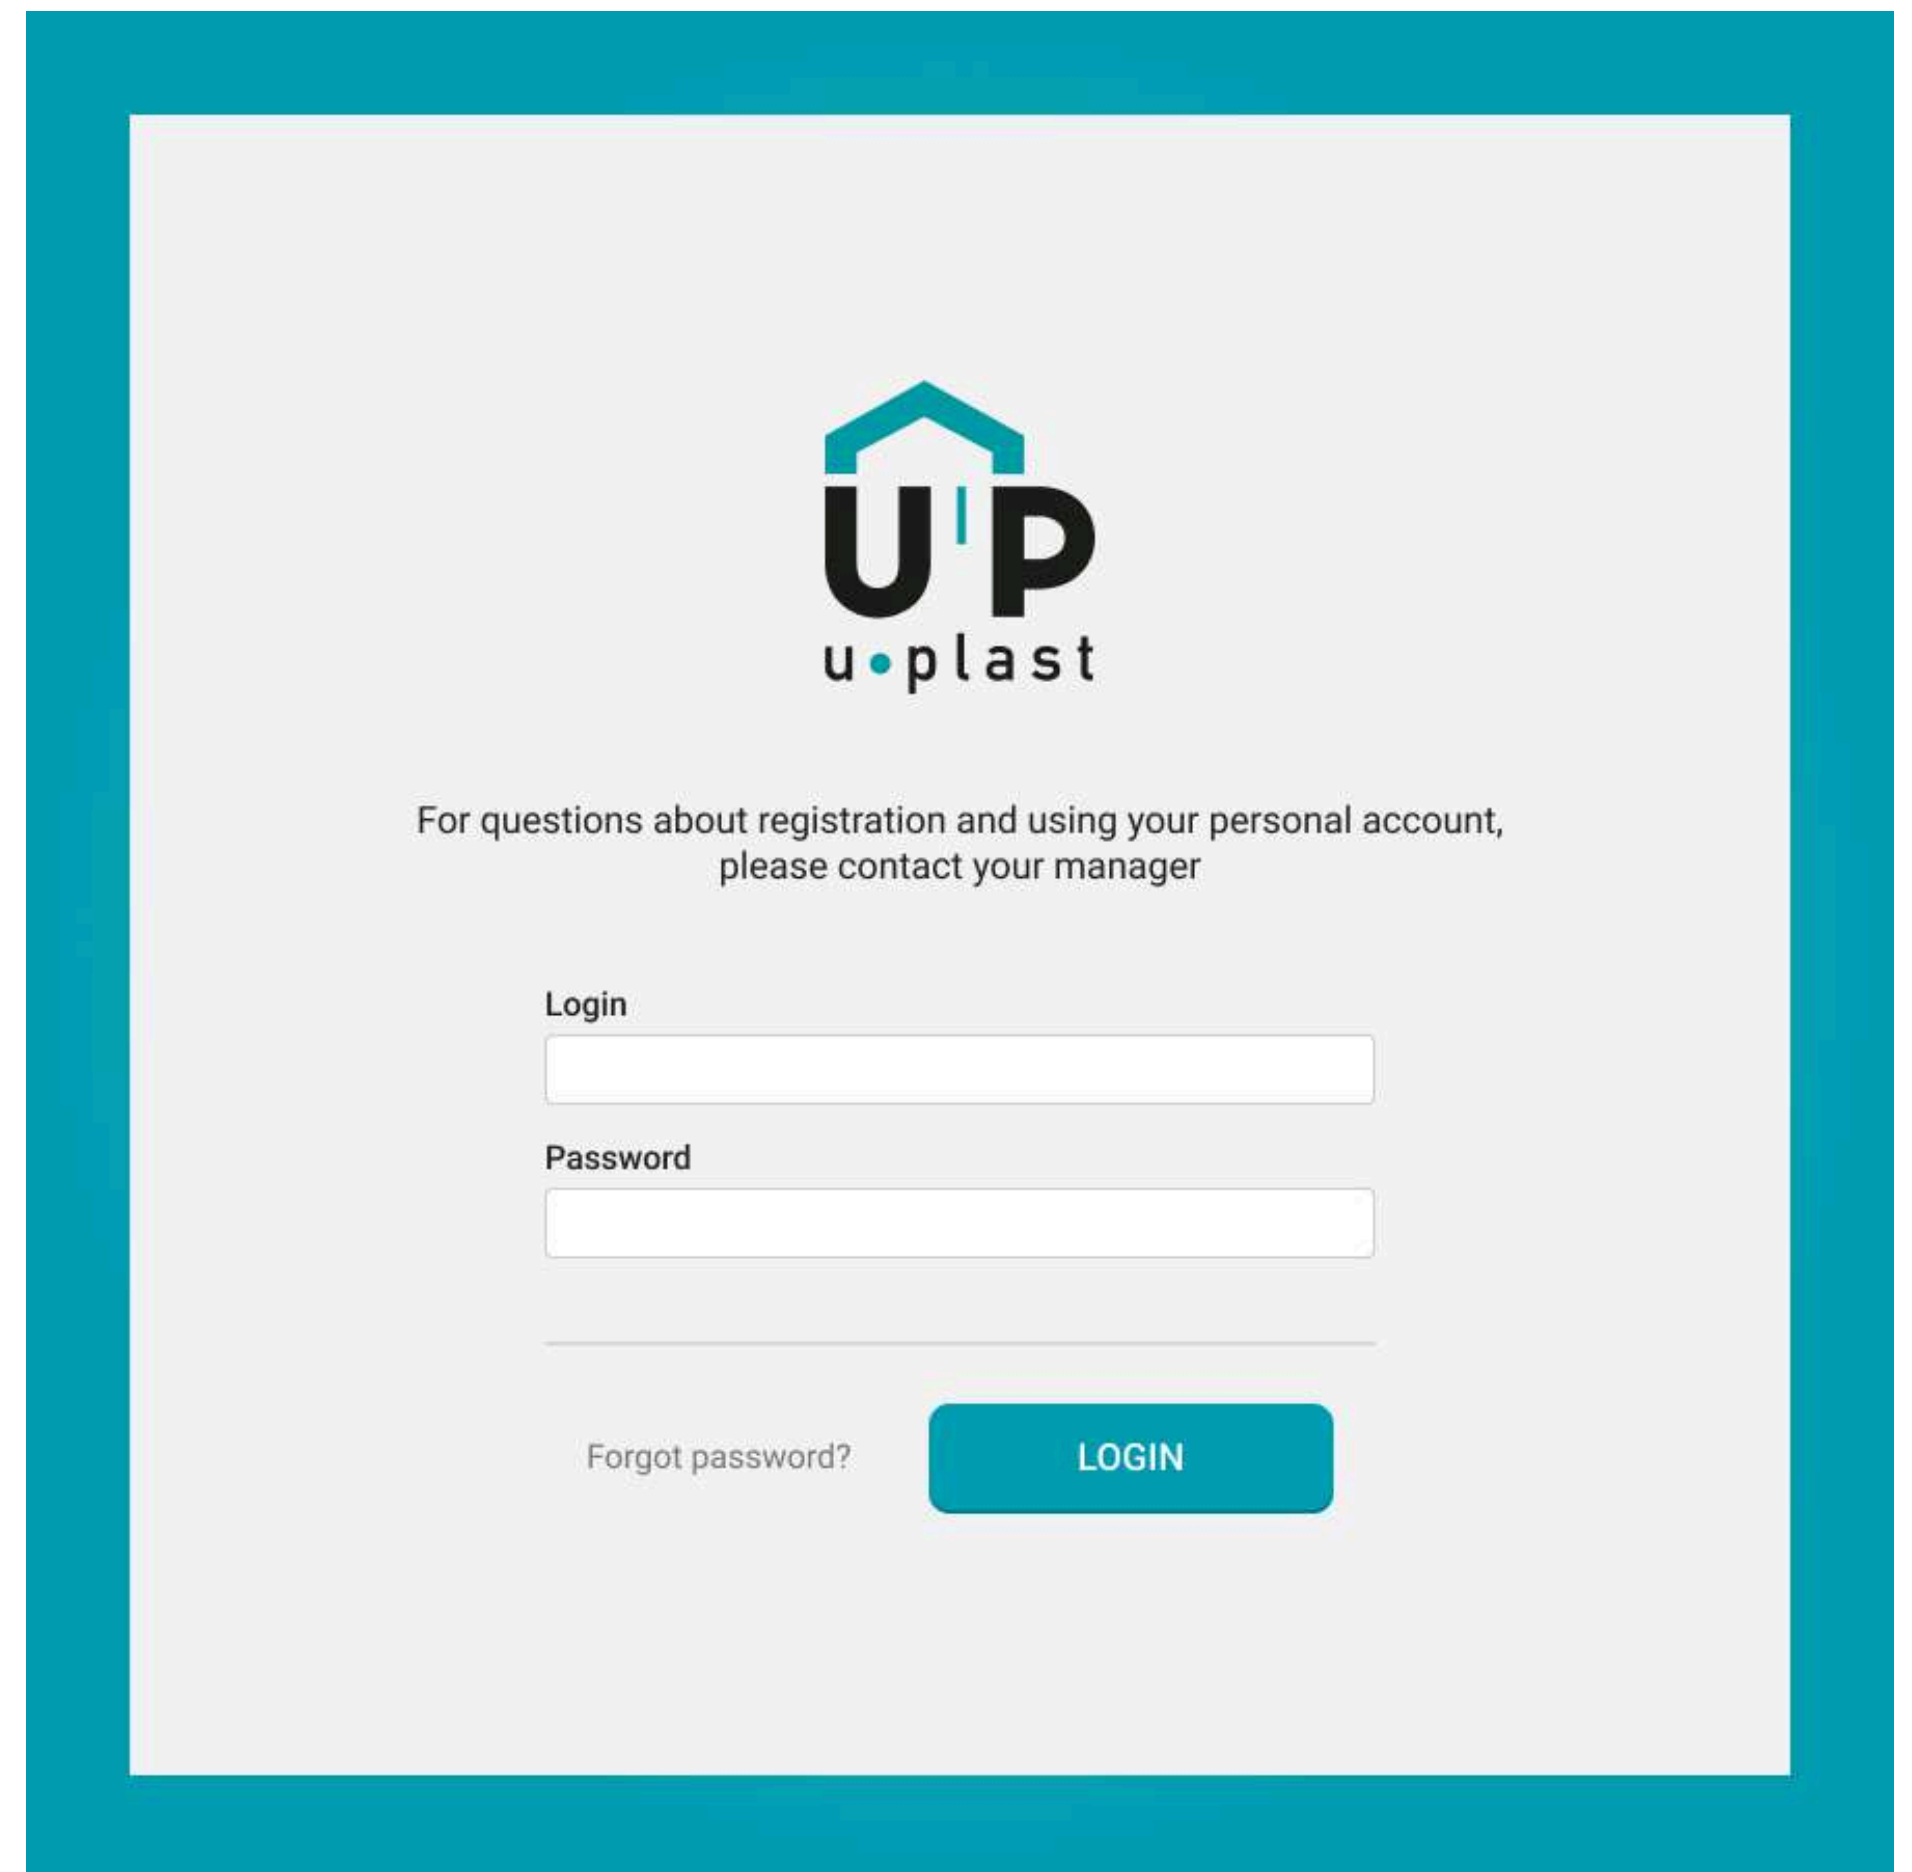 U'P
u•plast
For questions about registration and using your personal account,
please contact your manager
Login
Password
Forgot password?
LOGIN